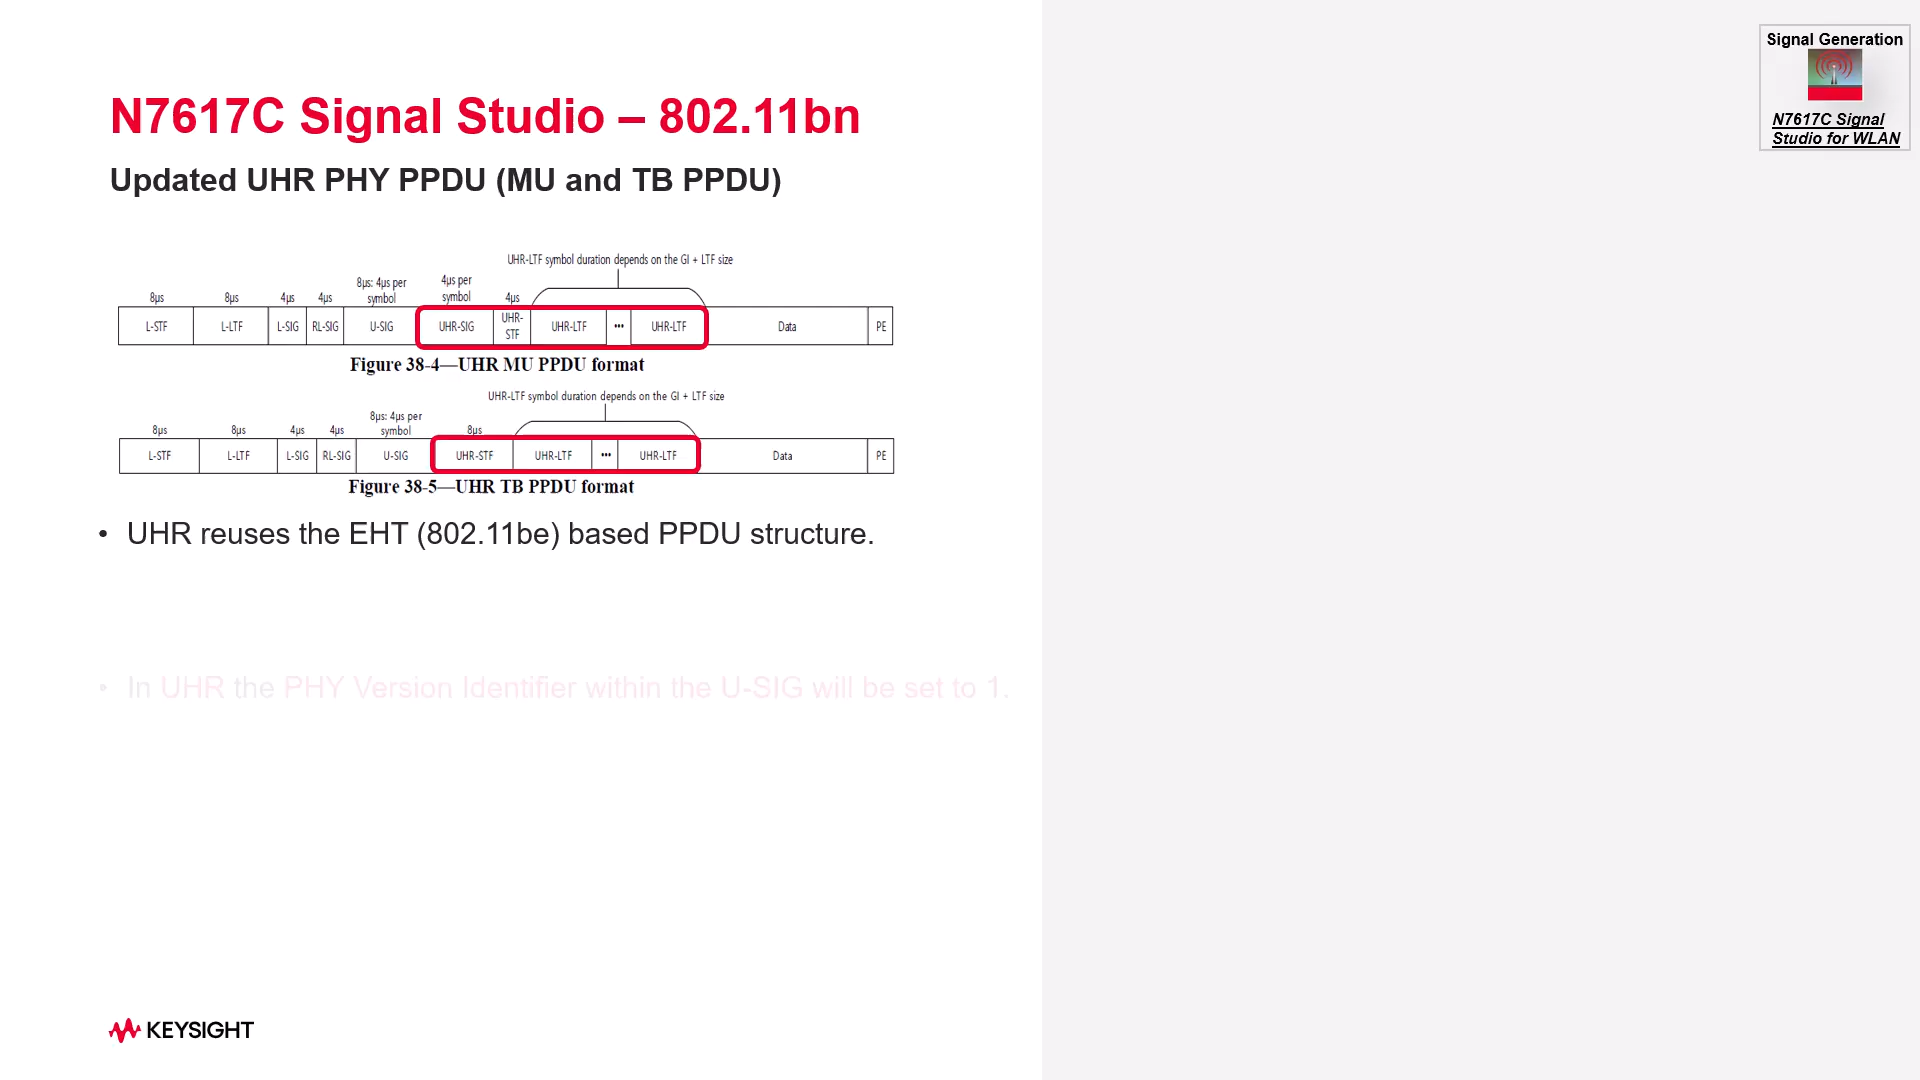 Signal Generation
N7617C Signal
Studio for WLAN
N7617C Signal Studio – 802.11bn
Updated UHR PHY PPDU (MU and TB PPDU)
UHR-LTF symbol duration depends on the GI + LTF size
8µs 8µs 4µs 4µs 8µs: 4µs per symbol 4µs per symbol 4µs
L-STF L-LTF L-SIG RL-SIG U-SIG UHR-SIG UHR-STF UHR-LTF ••• UHR-LTF Data PE
Figure 38-4—UHR MU PPDU format
UHR-LTF symbol duration depends on the GI + LTF size
8µs 8µs 4µs 4µs 8µs: 4µs per symbol 8µs
L-STF L-LTF L-SIG RL-SIG U-SIG UHR-STF UHR-LTF ••• UHR-LTF Data PE
Figure 38-5—UHR TB PPDU format
• UHR reuses the EHT (802.11be) based PPDU structure.
• In UHR the PHY Version Identifier within the U-SIG will be set to 1.
KEYSIGHT